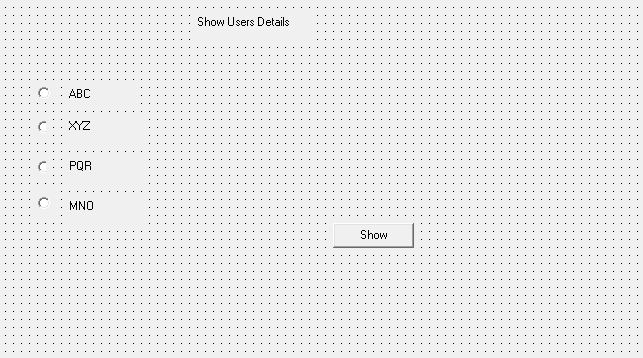 Show Users Details
ABC
XYZ
PQR
MNO
Show